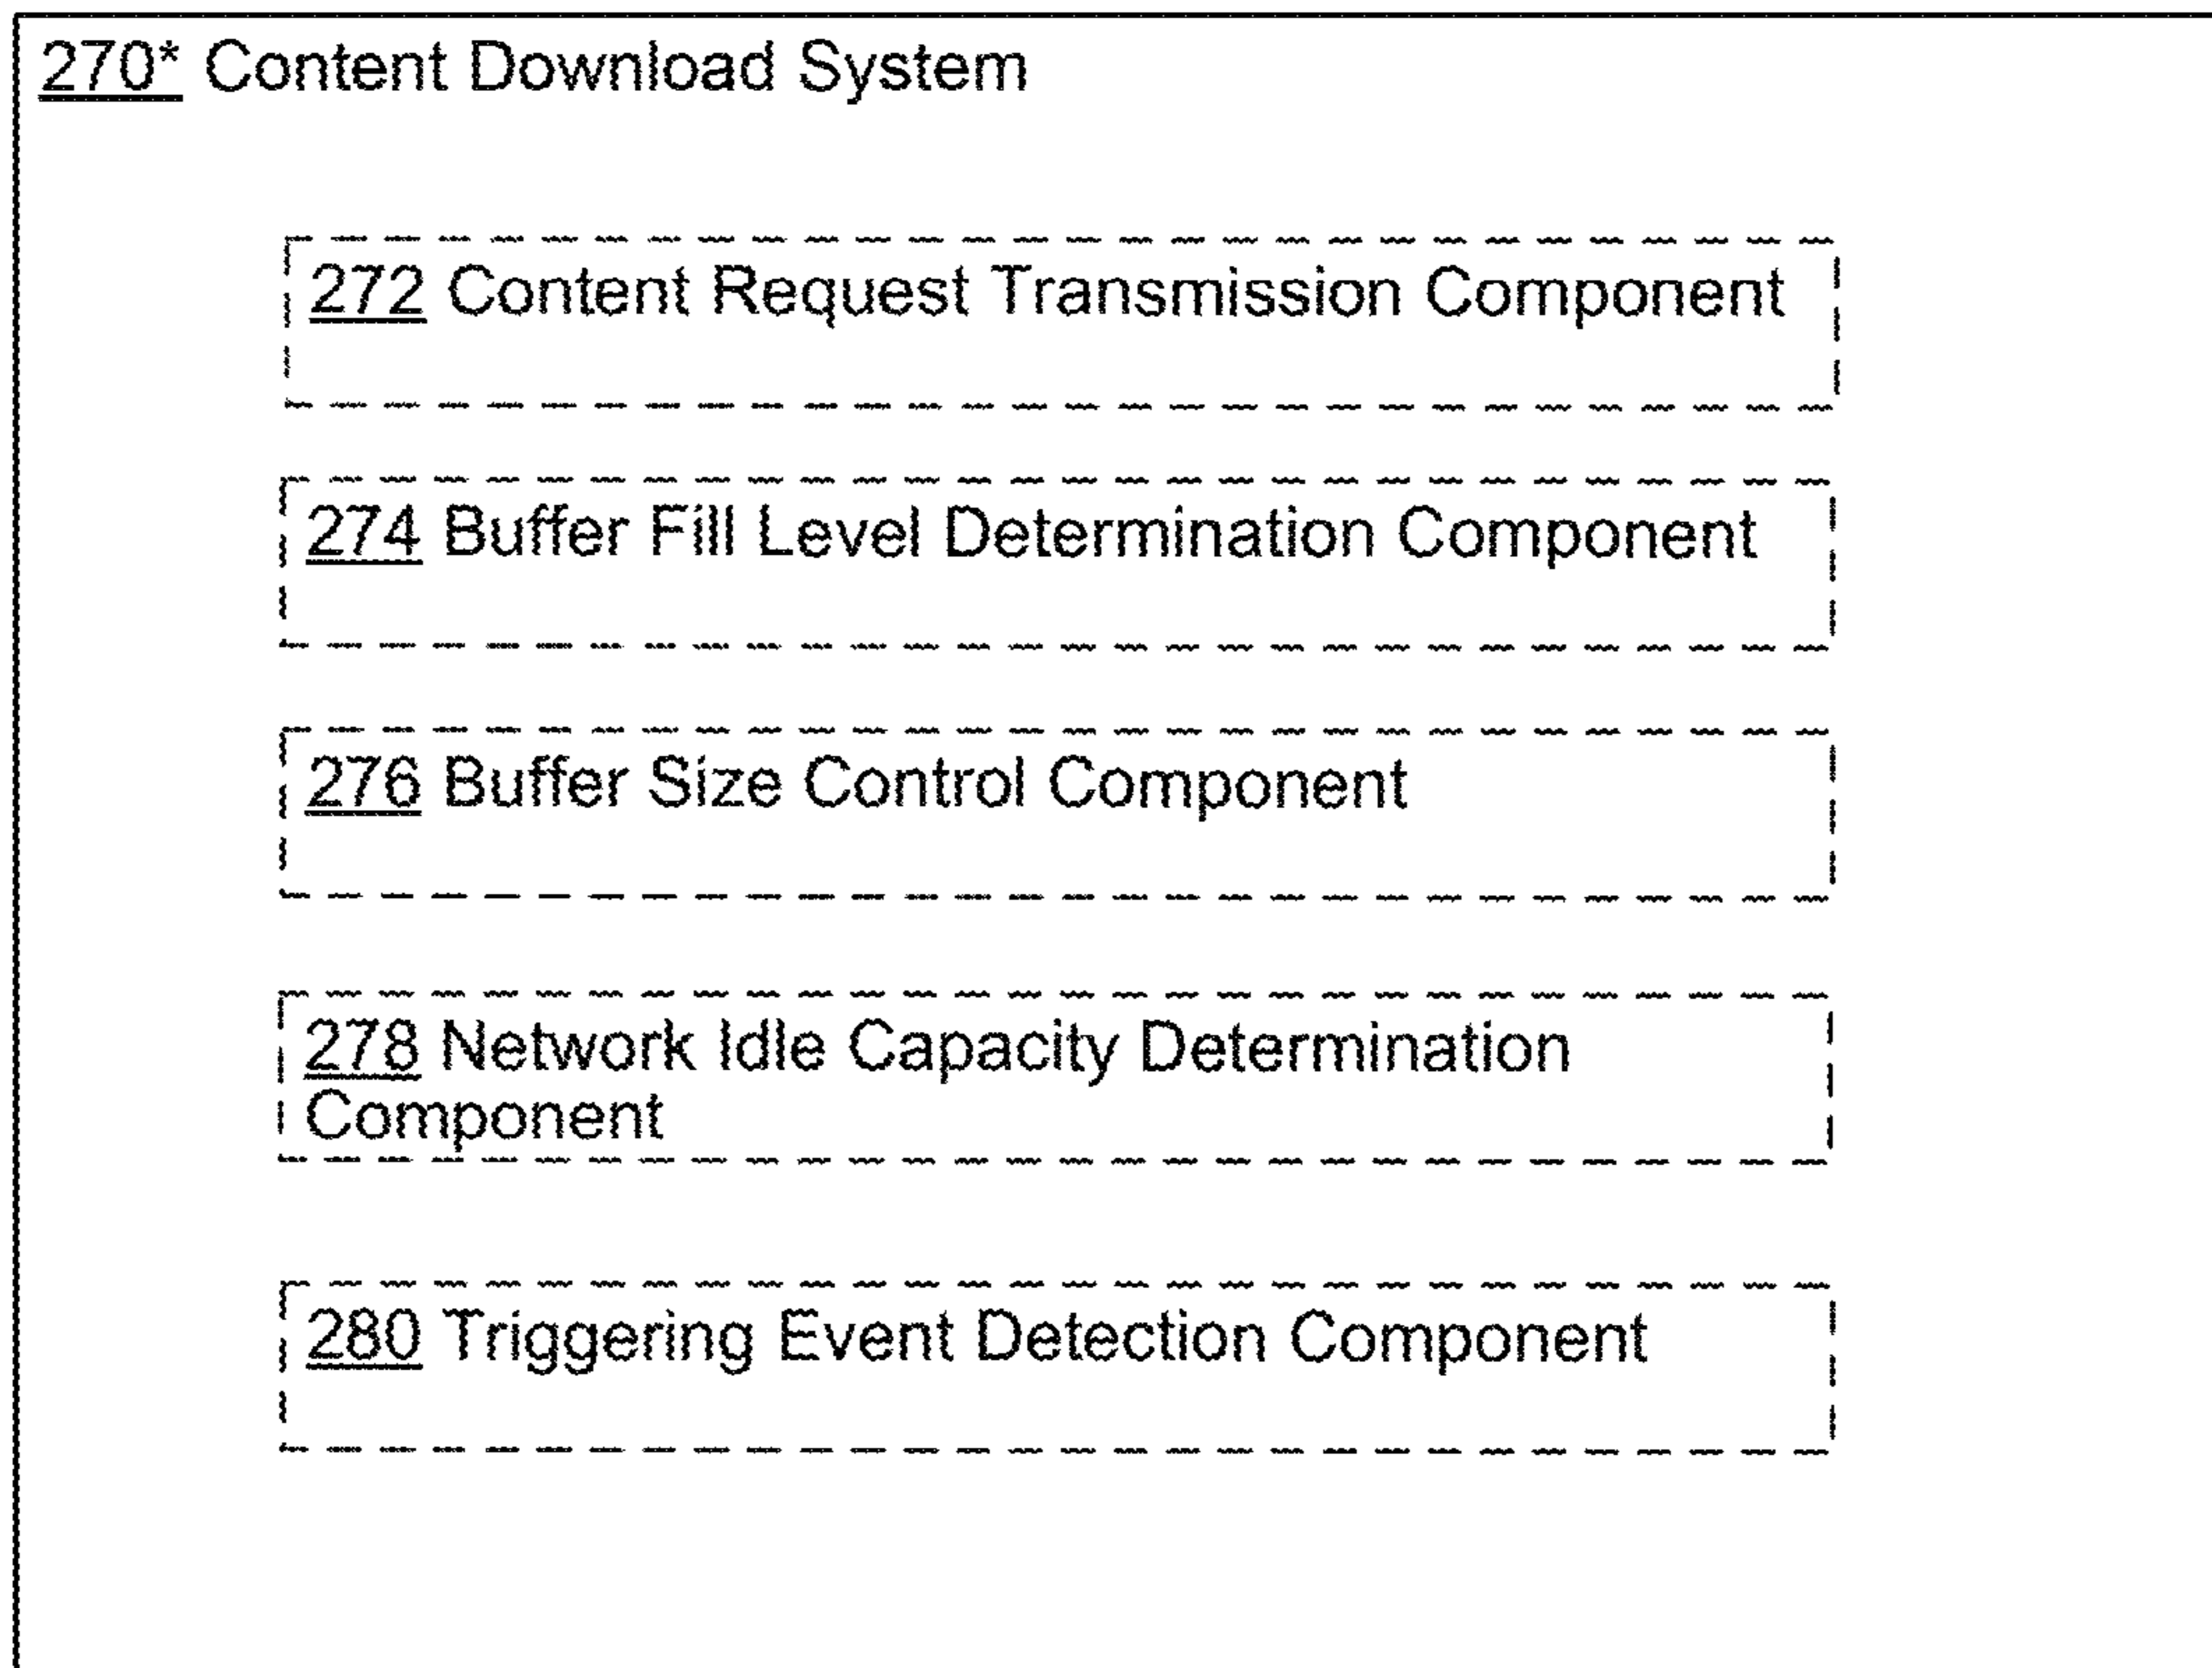 270* Content Download System
272 Content Request Transmission Component
274 Buffer Fill Level Determination Component
276 Buffer Size Control Component
278 Network Idle Capacity Determination
Component
280 Triggering Event Detection Component